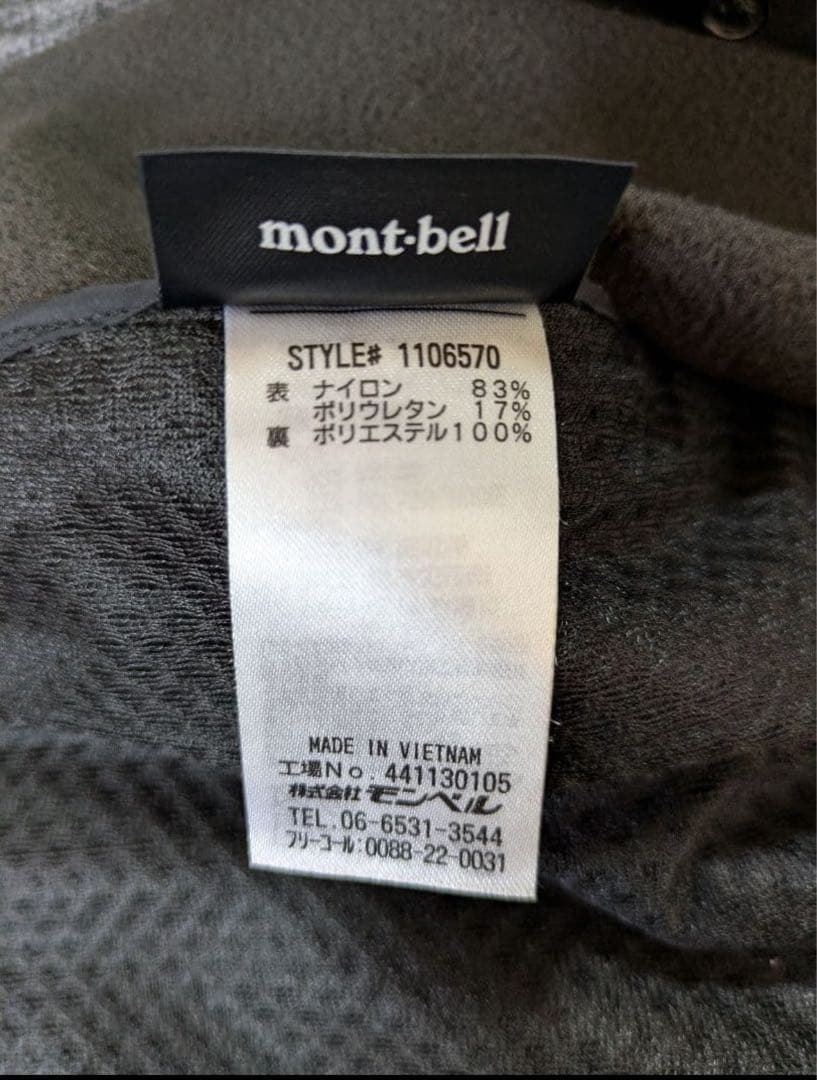 mont-bell
STYLE# 1106570
表 ナイロン 83%
ポリウレタン 17%
裏 ポリエステル100%
MADE IN VIETNAM
工場No.441130105
株式会社 モンベル
TEL.06-6531-3544
フリーコール:0088-22-0031